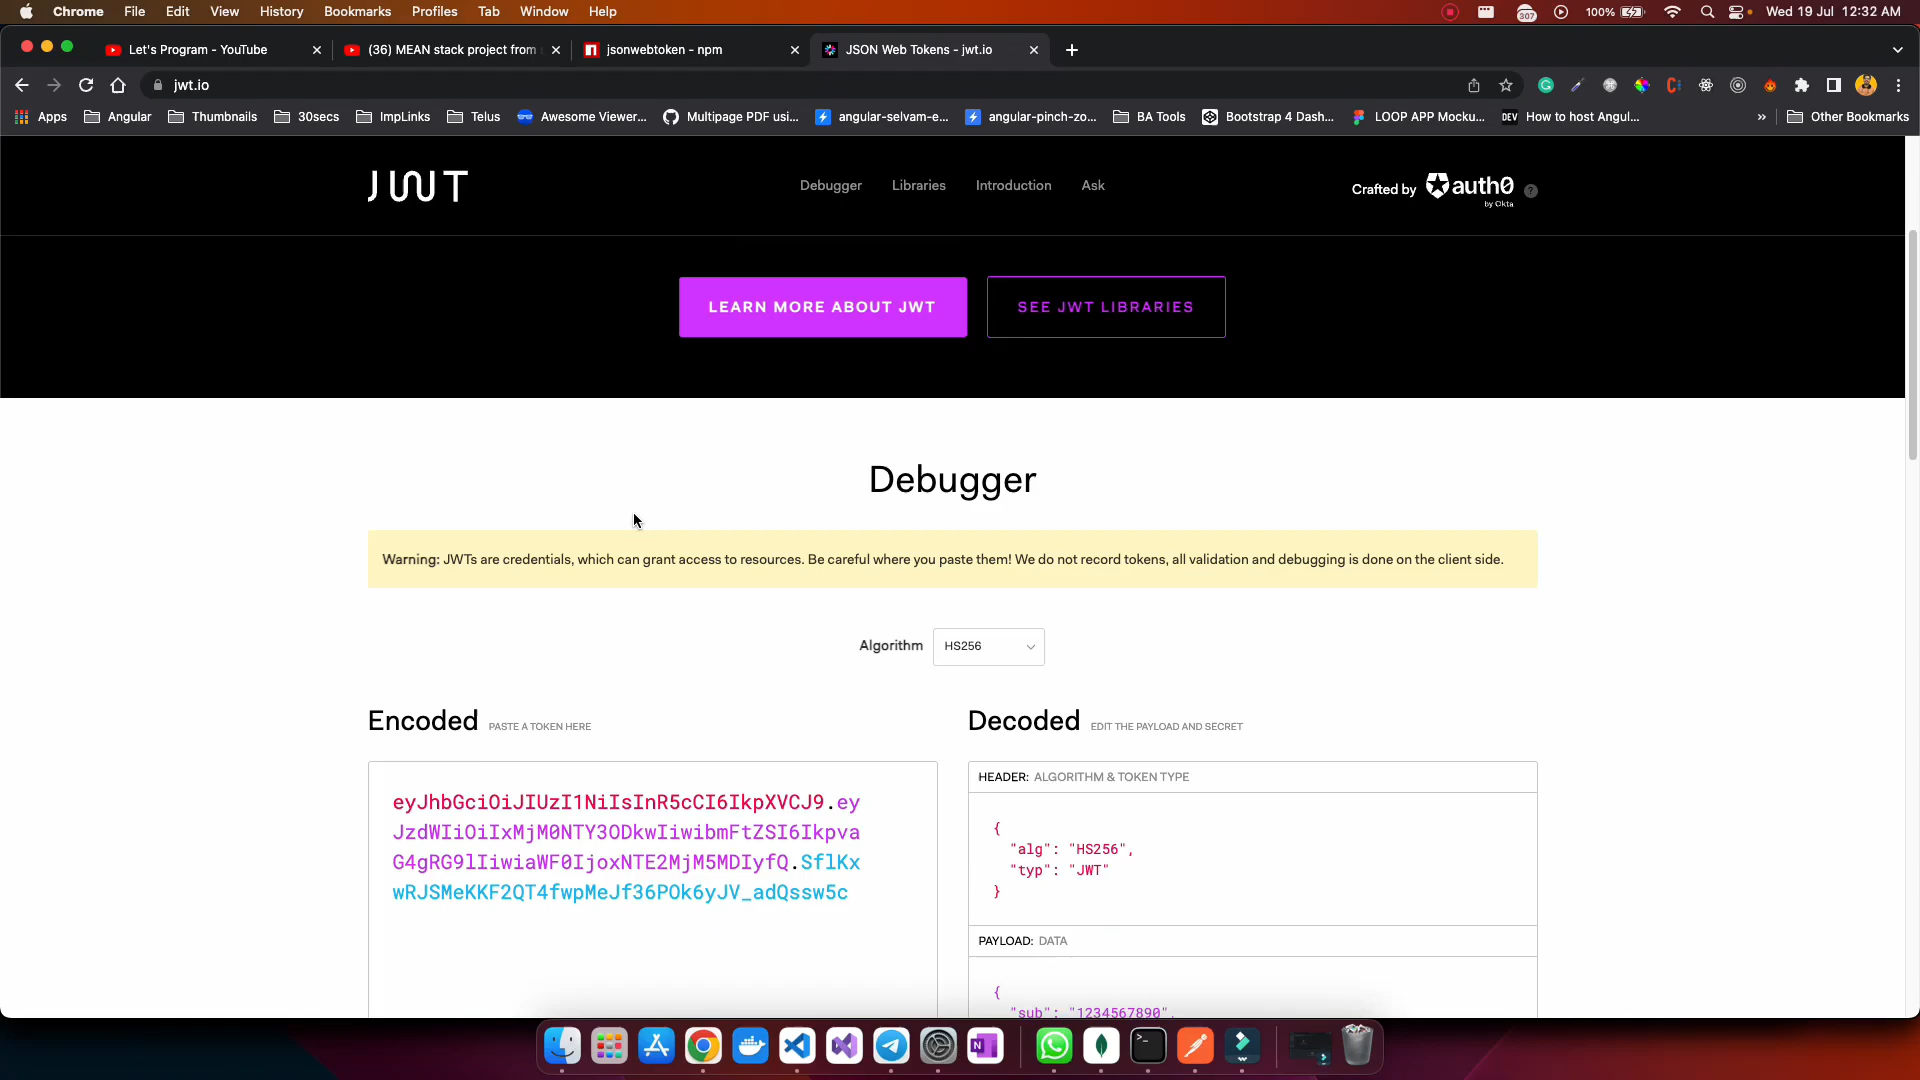 Chrome File Edit View History Bookmarks Profiles Tab Window Help 307 100% Wed 19 Jul 12:32 AM
Let's Program - YouTube (36) MEAN stack project from jsonwebtoken - npm JSON Web Tokens - jwt.io
jwt.io
Apps Angular Thumbnails 30secs ImpLinks Telus Awesome Viewer... Multipage PDF usi... angular-selvam-e... angular-pinch-zo... BA Tools Bootstrap 4 Dash... LOOP APP Mocku... DEV How to host Angul... » Other Bookmarks
JWT Debugger Libraries Introduction Ask Crafted by auth0 ?
by Okta
LEARN MORE ABOUT JWT SEE JWT LIBRARIES
Debugger
Warning: JWTs are credentials, which can grant access to resources. Be careful where you paste them! We do not record tokens, all validation and debugging is done on the client side.
Algorithm HS256
Encoded PASTE A TOKEN HERE
eyJhbGciOiJIUzI1NiIsInR5cCI6IkpXVCJ9.ey
JzdWIiOiIxMjM0NTY3ODkwIiwibmFtZSI6Ikpva
G4gRG9lIiwiaWF0IjoxNTE2MjM5MDIyfQ.SflKx
wRJSMeKKF2QT4fwpMeJf36POk6yJV_adQssw5c
Decoded EDIT THE PAYLOAD AND SECRET
HEADER: ALGORITHM & TOKEN TYPE
{
"alg": "HS256",
"typ": "JWT"
}
PAYLOAD: DATA
{
"sub": "1234567890",